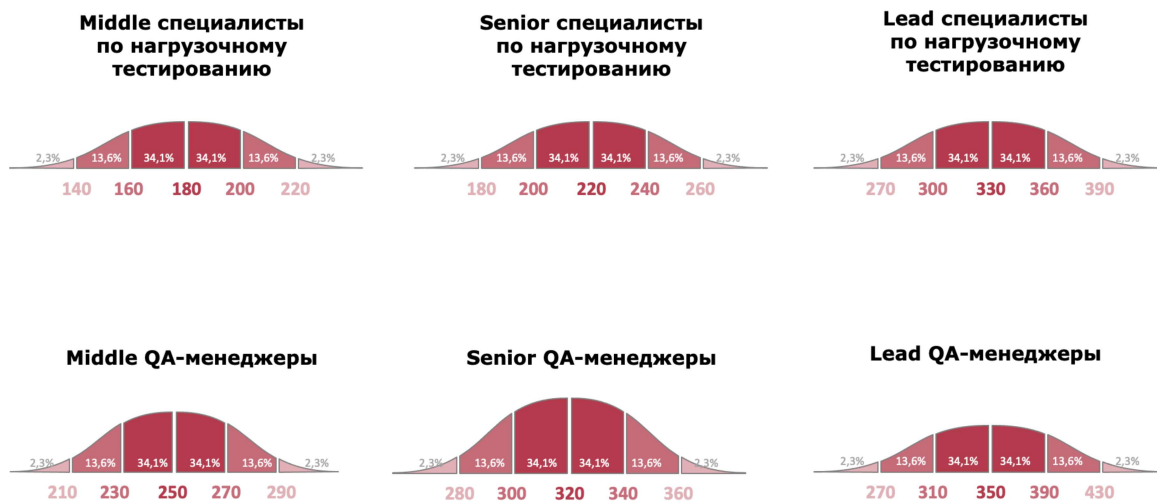 Middle специалисты
по нагрузочному
тестированию
2,3% 13,6% 34,1% 34,1% 13,6% 2,3%
140 160 180 200 220
Senior специалисты
по нагрузочному
тестированию
2,3% 13,6% 34,1% 34,1% 13,6% 2,3%
180 200 220 240 260
Lead специалисты
по нагрузочному
тестированию
2,3% 13,6% 34,1% 34,1% 13,6% 2,3%
270 300 330 360 390
Middle QA-менеджеры
2,3% 13,6% 34,1% 34,1% 13,6% 2,3%
210 230 250 270 290
Senior QA-менеджеры
2,3% 13,6% 34,1% 34,1% 13,6% 2,3%
280 300 320 340 360
Lead QA-менеджеры
2,3% 13,6% 34,1% 34,1% 13,6% 2,3%
270 310 350 390 430